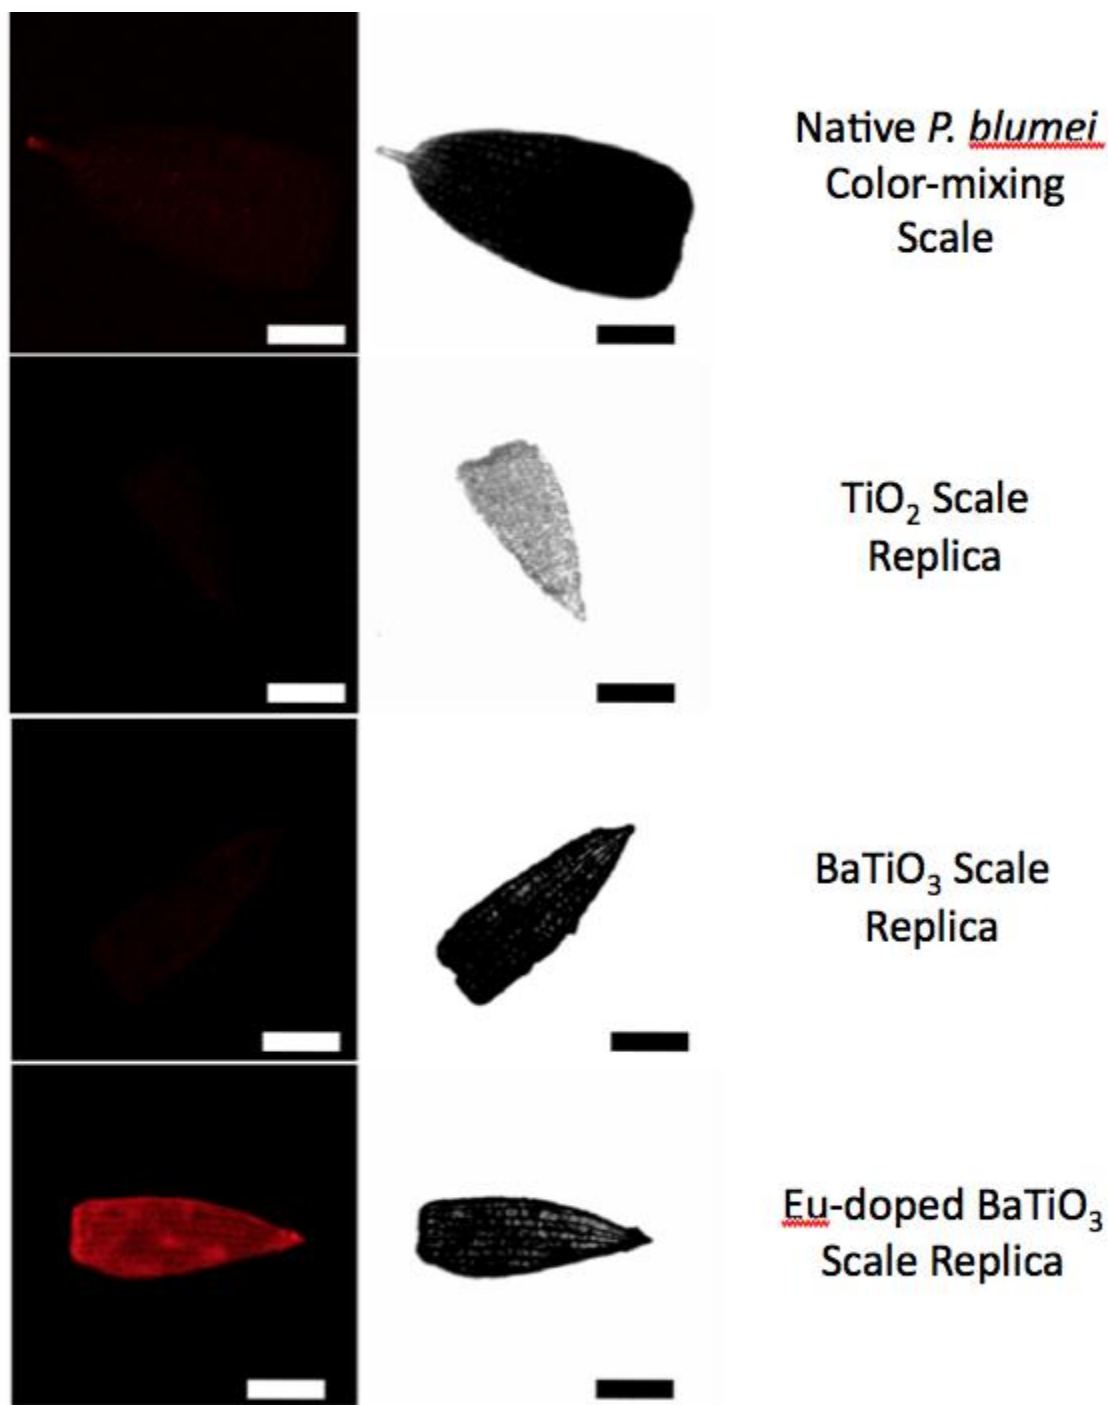 Native P. blumei
Color-mixing
Scale
TiO₂ Scale
Replica
BaTiO₃ Scale
Replica
Eu-doped BaTiO₃
Scale Replica